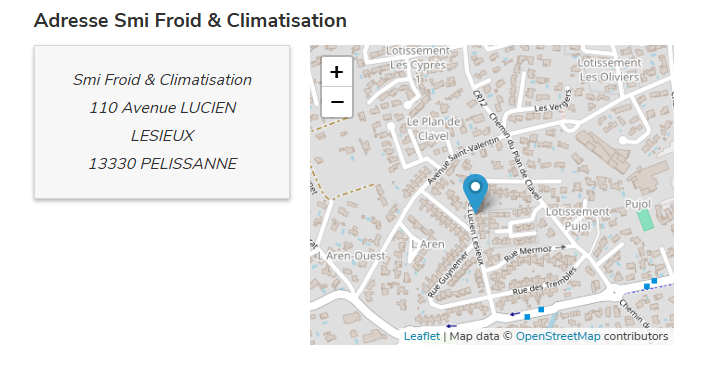 Adresse Smi Froid & Climatisation
Smi Froid & Climatisation
110 Avenue LUCIEN
LESIEUX
13330 PELISSANNE
+
−
Lotissement
Les Cyprès
1
Lotissement
Les Oliviers
CR12
Les Vergers
Le Plan de
Clavel
Chemin du Plan de Clavel
Avenue Saint-Valentin
Lucien Lesieux
Lotissement
Pujol
Pujol
L'Aren
L'Aren-Ouest
Rue Mermoz
Rue Guynemer
Rue des Trembles
Chemin d
Leaflet | Map data © OpenStreetMap contributors